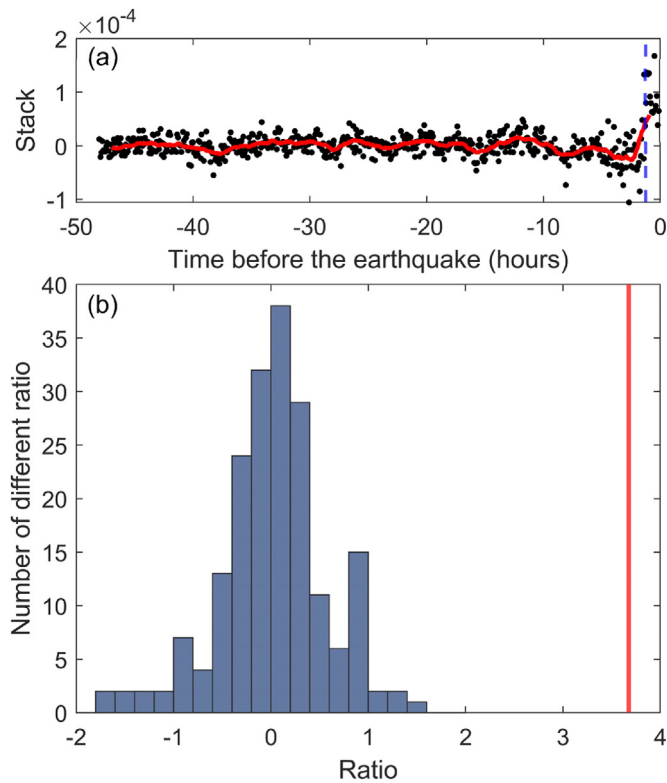 ×10⁻⁴
(a)
2
1
0
-1
Stack
-50 -40 -30 -20 -10 0
Time before the earthquake (hours)
(b)
40
35
30
25
20
15
10
5
0
Number of different ratio
-2 -1 0 1 2 3 4
Ratio